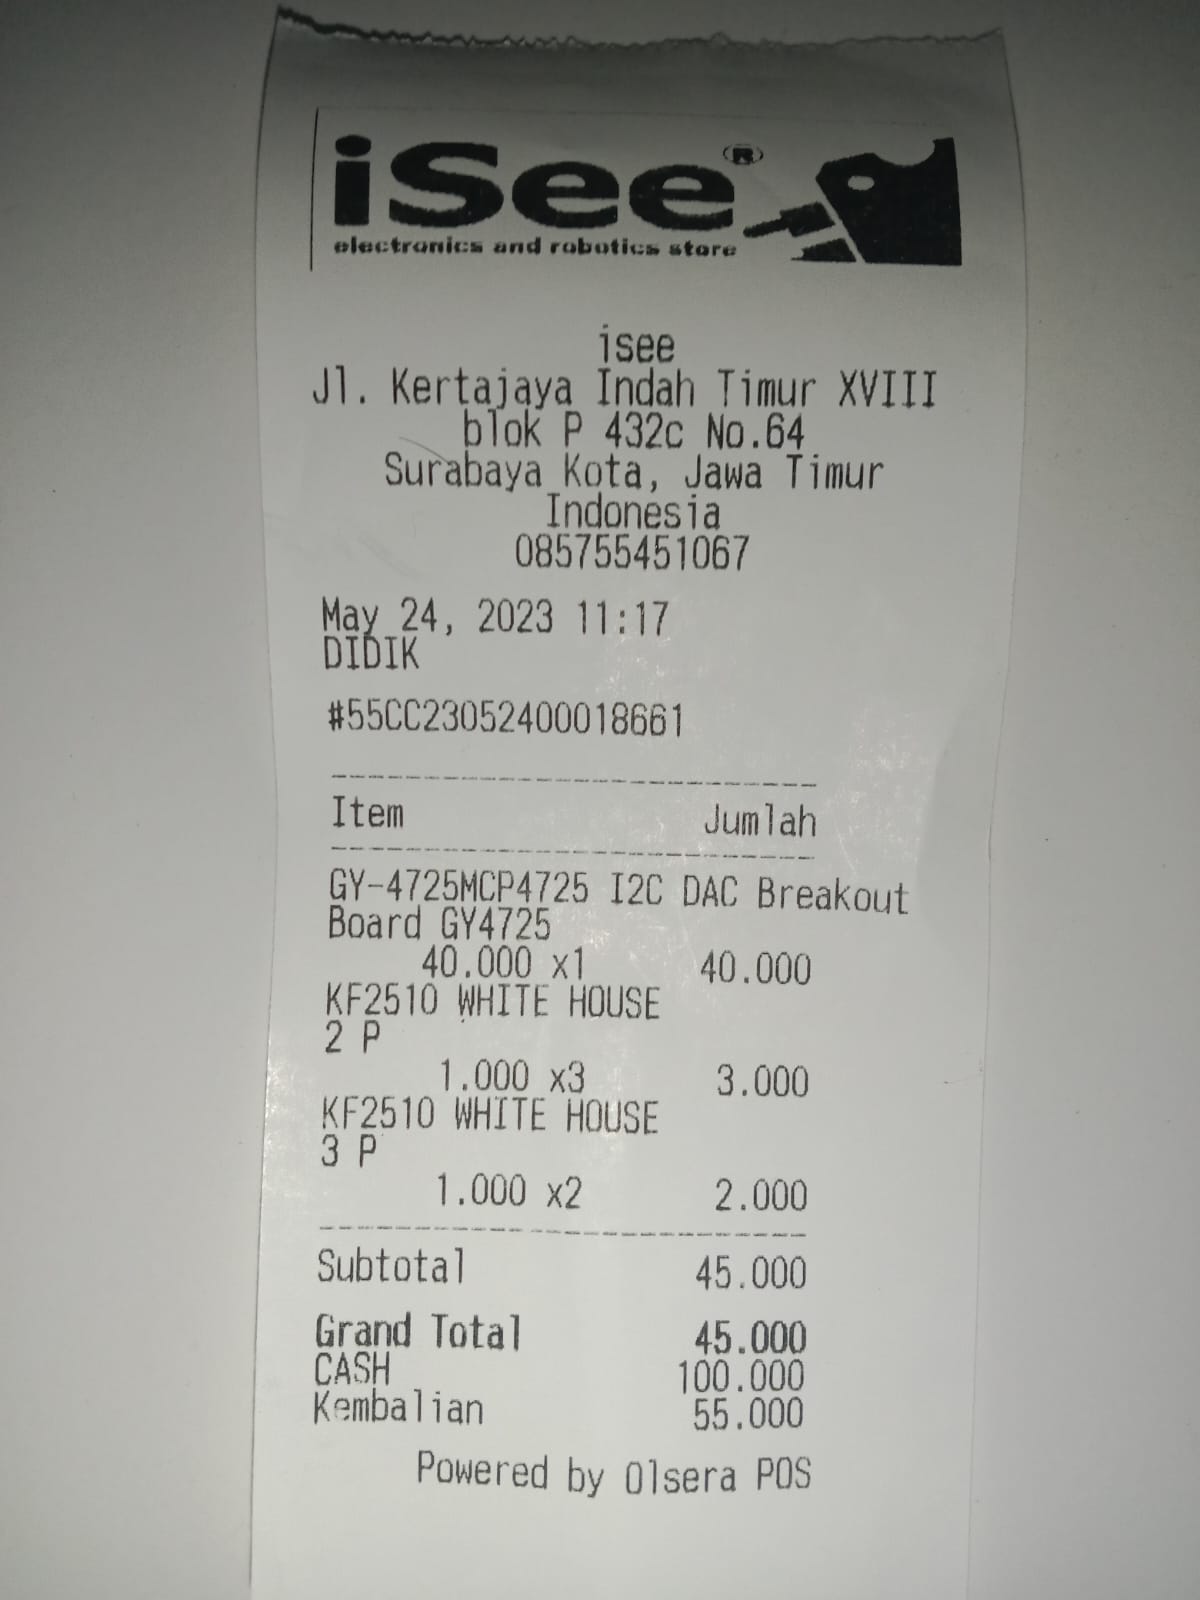 iSee®
electronics and robotics store
isee
Jl. Kertajaya Indah Timur XVIII
blok P 432c No.64
Surabaya Kota, Jawa Timur
Indonesia
085755451067
May 24, 2023 11:17
DIDIK
#55CC23052400018661
Item Jumlah
GY-4725MCP4725 I2C DAC Breakout
Board GY4725
40.000 x1 40.000
KF2510 WHITE HOUSE
2 P
1.000 x3 3.000
KF2510 WHITE HOUSE
3 P
1.000 x2 2.000
Subtotal 45.000
Grand Total 45.000
CASH 100.000
Kembalian 55.000
Powered by Olsera POS